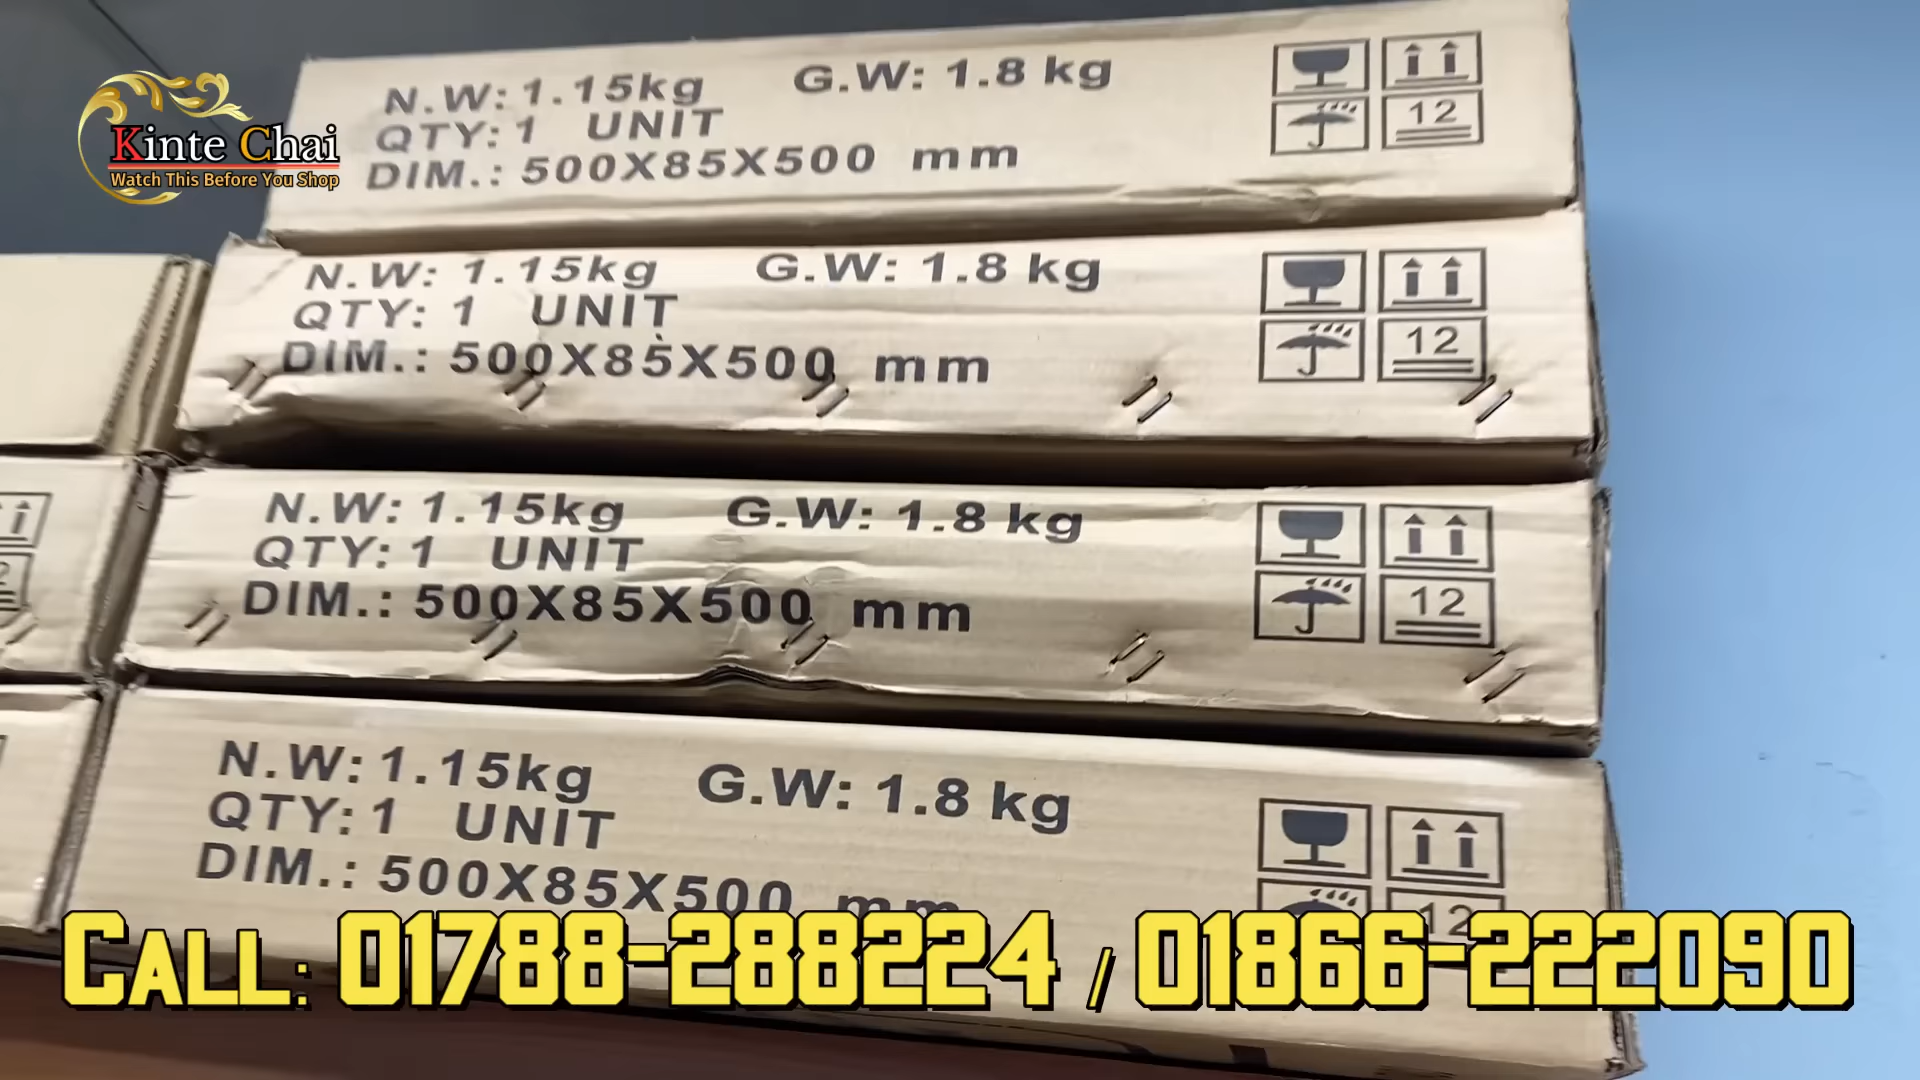 Kinte Chai
Watch This Before You Shop
N.W: 1.15kg G.W: 1.8 kg
QTY: 1 UNIT
DIM.: 500X85X500 mm
12
N.W: 1.15kg G.W: 1.8 kg
QTY: 1 UNIT
DIM.: 500X85X500 mm
12
N.W: 1.15kg G.W: 1.8 kg
QTY: 1 UNIT
DIM.: 500X85X500 mm
12
N.W: 1.15kg G.W: 1.8 kg
QTY: 1 UNIT
DIM.: 500X85X500 mm
12
CALL: 01788-288224 / 01866-222090